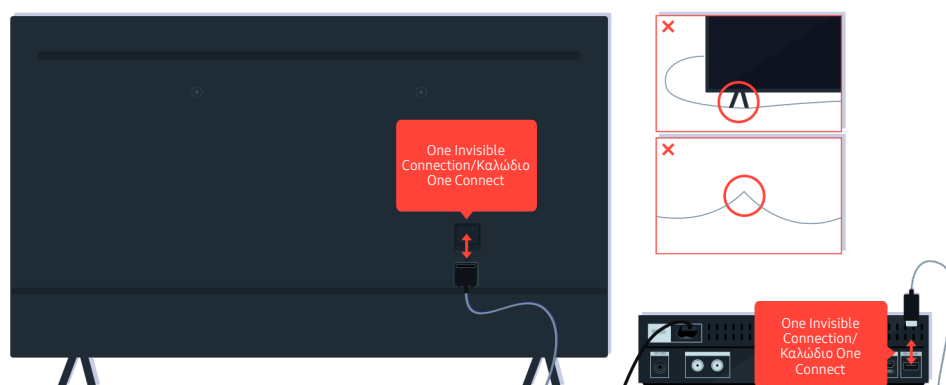 One Invisible
Connection/Καλώδιο
One Connect
One Invisible
Connection/
Καλώδιο One
Connect